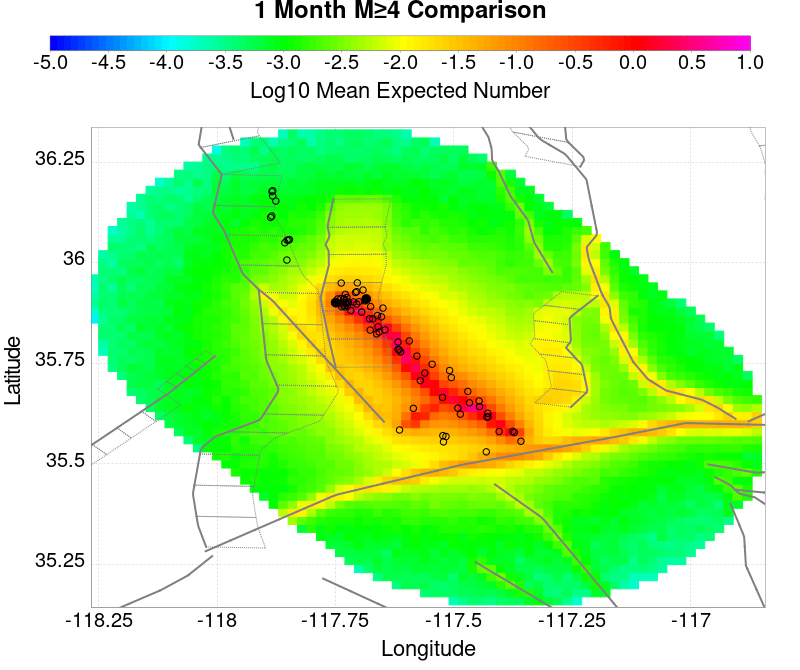 1 Month M≥4 Comparison
-5.0 -4.5 -4.0 -3.5 -3.0 -2.5 -2.0 -1.5 -1.0 -0.5 0.0 0.5 1.0
Log10 Mean Expected Number
36.25
36
35.75
35.5
35.25
Latitude
-118.25 -118 -117.75 -117.5 -117.25 -117
Longitude